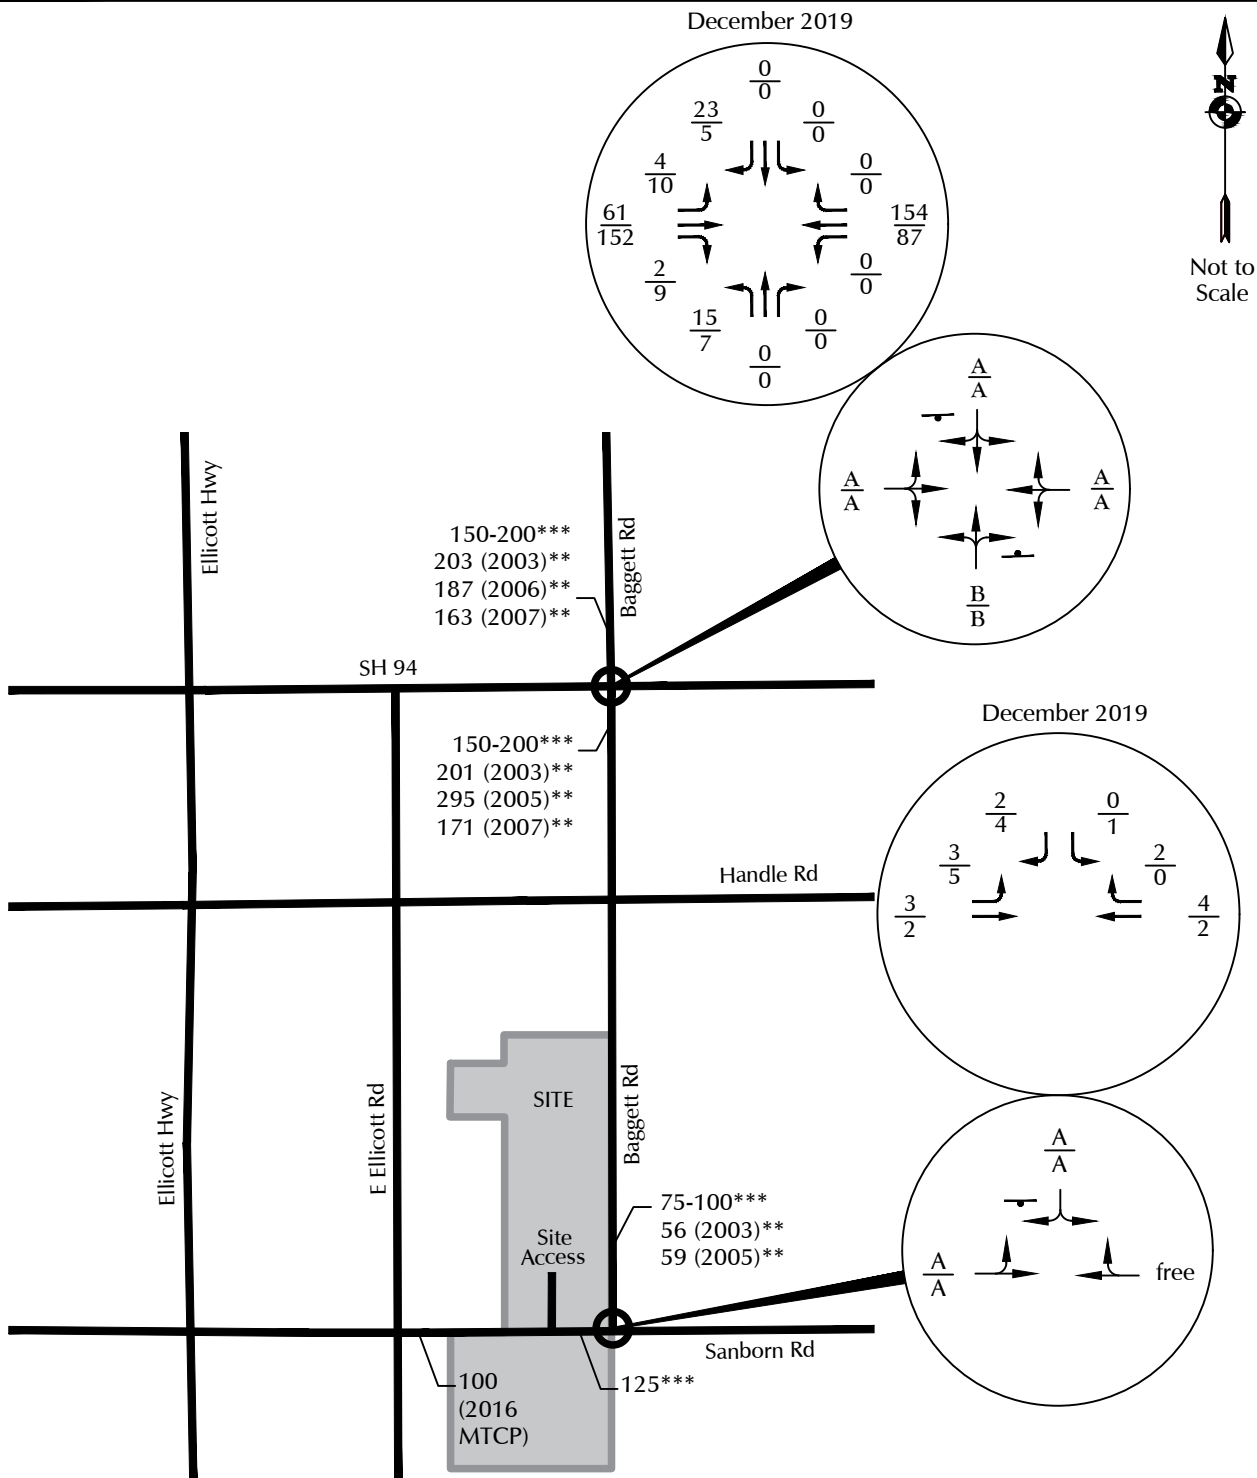 December 2019
0
0
23
5
0
0
4
10
0
0
61
152
154
87
2
9
0
0
15
7
0
0
0
0
N
Not to
Scale
A
A
A
A
A
A
B
B
Ellicott Hwy
150-200***
203 (2003)**
187 (2006)**
163 (2007)**
Baggett Rd
SH 94
150-200***
201 (2003)**
295 (2005)**
171 (2007)**
December 2019
2
4
0
1
3
5
2
0
3
2
4
2
Handle Rd
SITE
Ellicott Hwy
E Ellicott Rd
Baggett Rd
Site
Access
75-100***
56 (2003)**
59 (2005)**
A
A
A
A
free
Sanborn Rd
100
(2016
MTCP)
125***